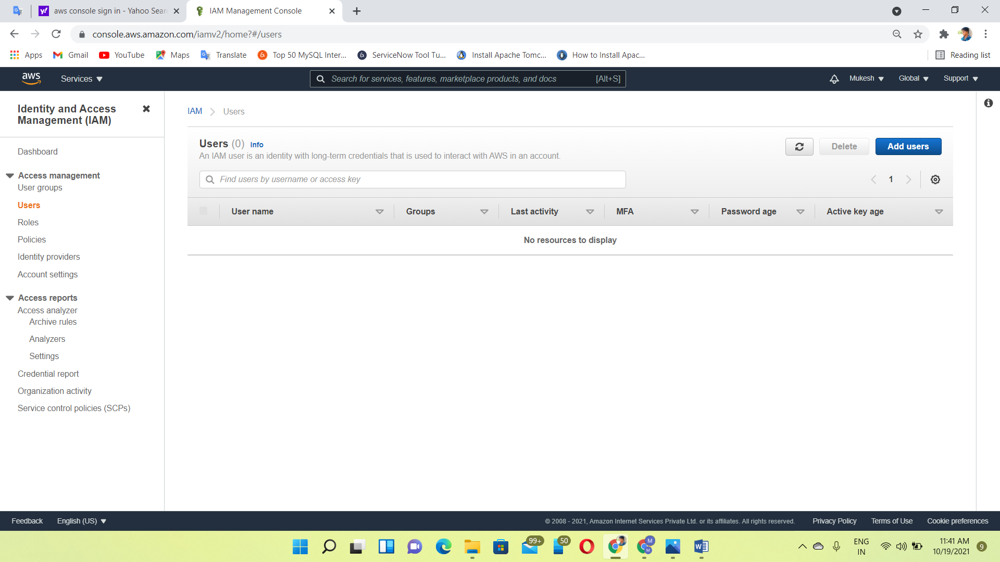 aws console sign in - Yahoo Sear
IAM Management Console
console.aws.amazon.com/iamv2/home?#/users
Apps
Gmail
YouTube
Maps
Translate
Top 50 MySQL Inter...
ServiceNow Tool Tu...
Install Apache Tomc...
How to Install Apac...
Reading list
aws
Services
Search for services, features, marketplace products, and docs [Alt+S]
Mukesh
Global
Support
Identity and Access
Management (IAM)
Dashboard
Access management
User groups
Users
Roles
Policies
Identity providers
Account settings
Access reports
Access analyzer
Archive rules
Analyzers
Settings
Credential report
Organization activity
Service control policies (SCPs)
IAM
Users
Users (0) Info
An IAM user is an identity with long-term credentials that is used to interact with AWS in an account.
Delete
Add users
Find users by username or access key
1
User name
Groups
Last activity
MFA
Password age
Active key age
No resources to display
Feedback
English (US)
© 2008 - 2021, Amazon Internet Services Private Ltd. or its affiliates. All rights reserved.
Privacy Policy
Terms of Use
Cookie preferences
99+
50
M
M
ENG
IN
11:41 AM
10/19/2021
9